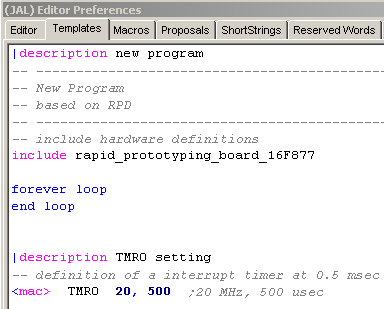 (JAL) Editor Preferences
Editor Templates Macros Proposals ShortStrings Reserved Words
|description new program
-- ------------------------------------------
-- New Program
-- based on RPD
-- ------------------------------------------
-- include hardware definitions
include rapid_prototyping_board_16F877
forever loop
end loop
|description TMRO setting
-- definition of a interrupt timer at 0.5 msec
<mac> TMRO 20, 500 ;20 MHz, 500 usec